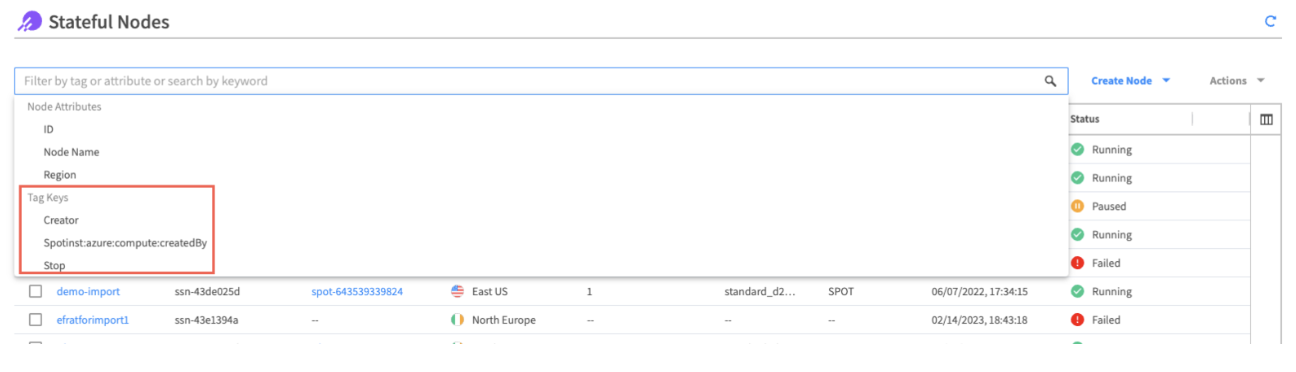 Stateful Nodes
Filter by tag or attribute or search by keyword
Create Node
Actions
Node Attributes
ID
Node Name
Region
Tag Keys
Creator
Spotinst:azure:compute:createdBy
Stop
Status
Running
Running
Paused
Running
Failed
demo-import ssn-43de025d spot-643539339824 East US 1 standard_d2... SPOT 06/07/2022, 17:34:15 Running
efratforimport1 ssn-43e1394a -- North Europe -- -- -- 02/14/2023, 18:43:18 Failed